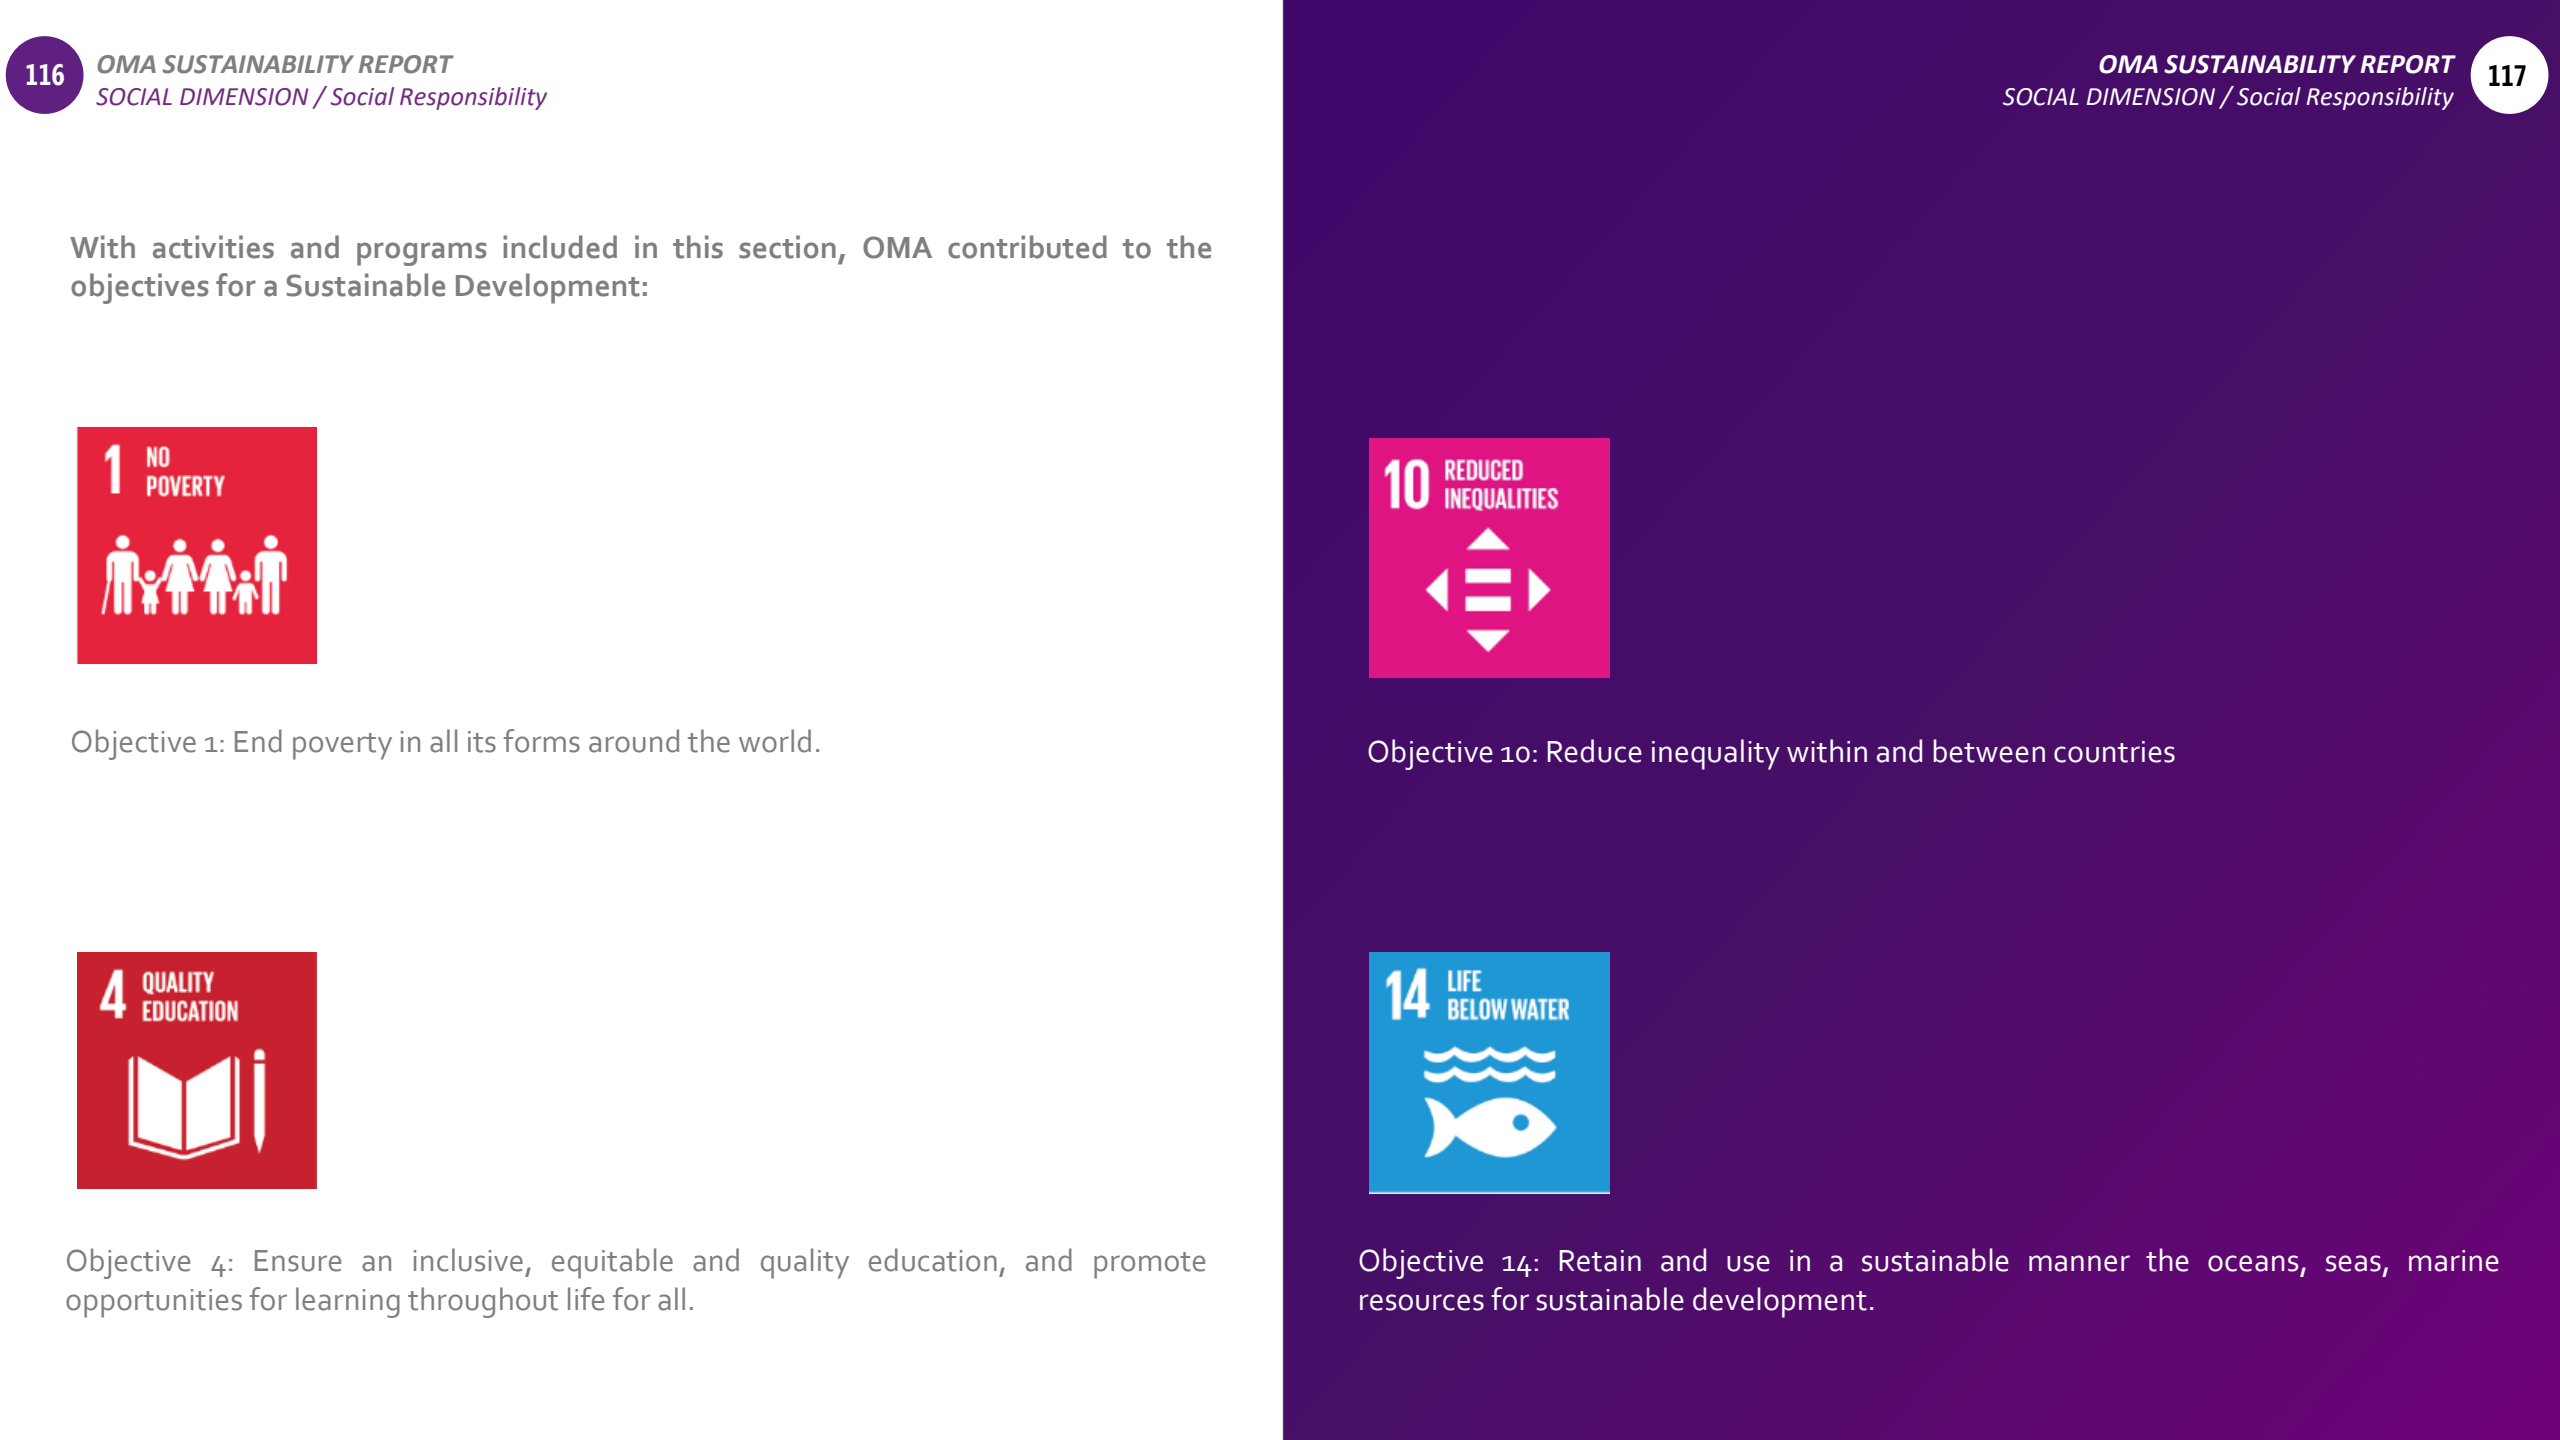 116
OMA SUSTAINABILITY REPORT
SOCIAL DIMENSION / Social Responsibility
With activities and programs included in this section, OMA contributed to the
objectives for a Sustainable Development:
1 NO
POVERTY
Objective 1: End poverty in all its forms around the world.
4 QUALITY
EDUCATION
Objective 4: Ensure an inclusive, equitable and quality education, and promote
opportunities for learning throughout life for all.
OMA SUSTAINABILITY REPORT
SOCIAL DIMENSION / Social Responsibility
117
10 REDUCED
INEQUALITIES
Objective 10: Reduce inequality within and between countries
14 LIFE
BELOW WATER
Objective 14: Retain and use in a sustainable manner the oceans, seas, marine
resources for sustainable development.